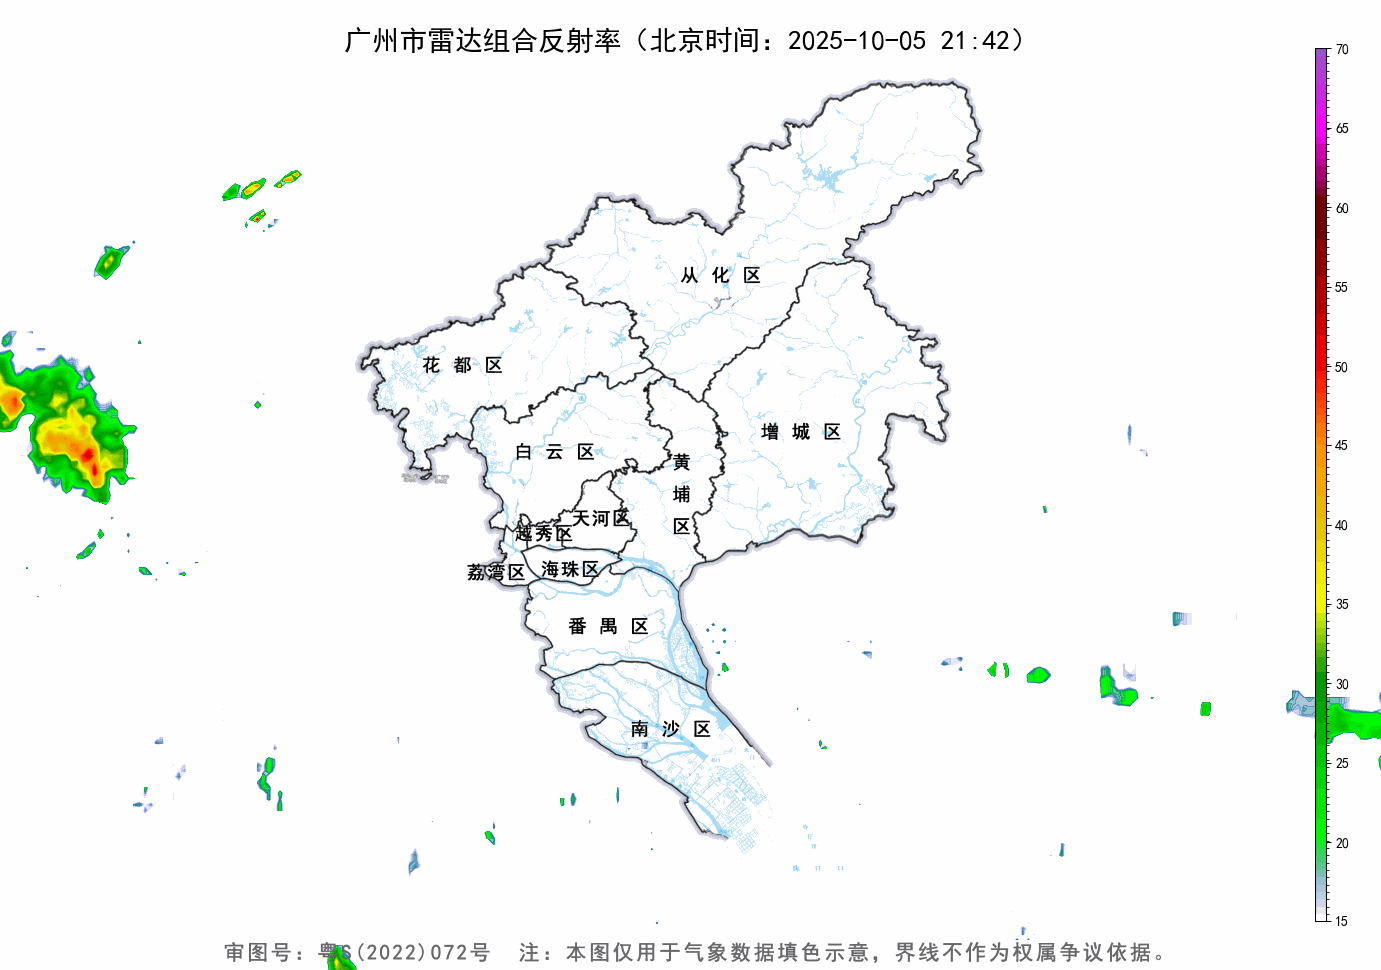 广州市雷达组合反射率（北京时间：2025-10-05 21:42）
70
65
60
55
50
45
40
35
30
25
20
15
从化区
花都区
增城区
白云区
黄埔区
天河区
越秀区
荔湾区
海珠区
番禺区
南沙区
审图号：粤S(2022)072号 注：本图仅用于气象数据填色示意，界线不作为权属争议依据。